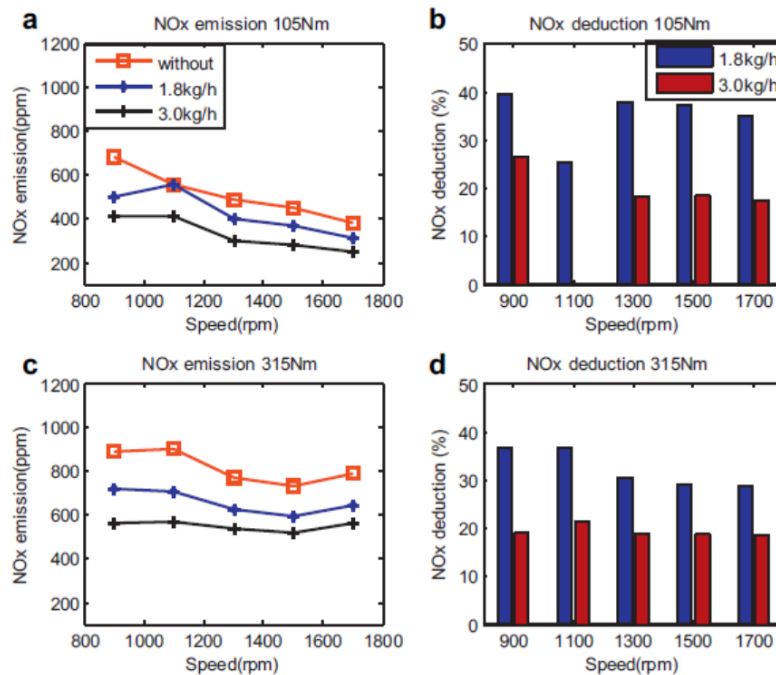 a
NOx emission 105Nm
1200
1000
800
600
400
200
NOx emission(ppm)
without
1.8kg/h
3.0kg/h
800 1000 1200 1400 1600 1800
Speed(rpm)
b
NOx deduction 105Nm
50
40
30
20
10
0
NOx deduction (%)
1.8kg/h
3.0kg/h
900 1100 1300 1500 1700
Speed(rpm)
c
NOx emission 315Nm
1200
1000
800
600
400
200
NOx emission(ppm)
800 1000 1200 1400 1600 1800
Speed(rpm)
d
NOx deduction 315Nm
50
40
30
20
10
0
NOx deduction (%)
900 1100 1300 1500 1700
Speed(rpm)